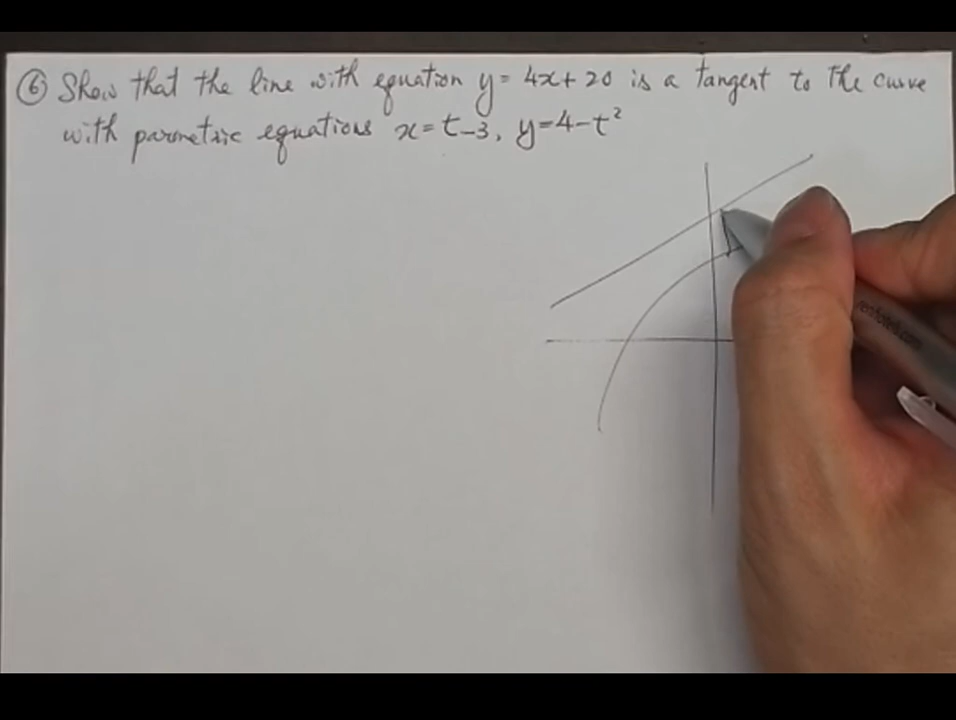 ⑥ Show that the line with equation y = 4x + 20 is a tangent to the curve
with parmetric equations x = t - 3, y = 4 - t²